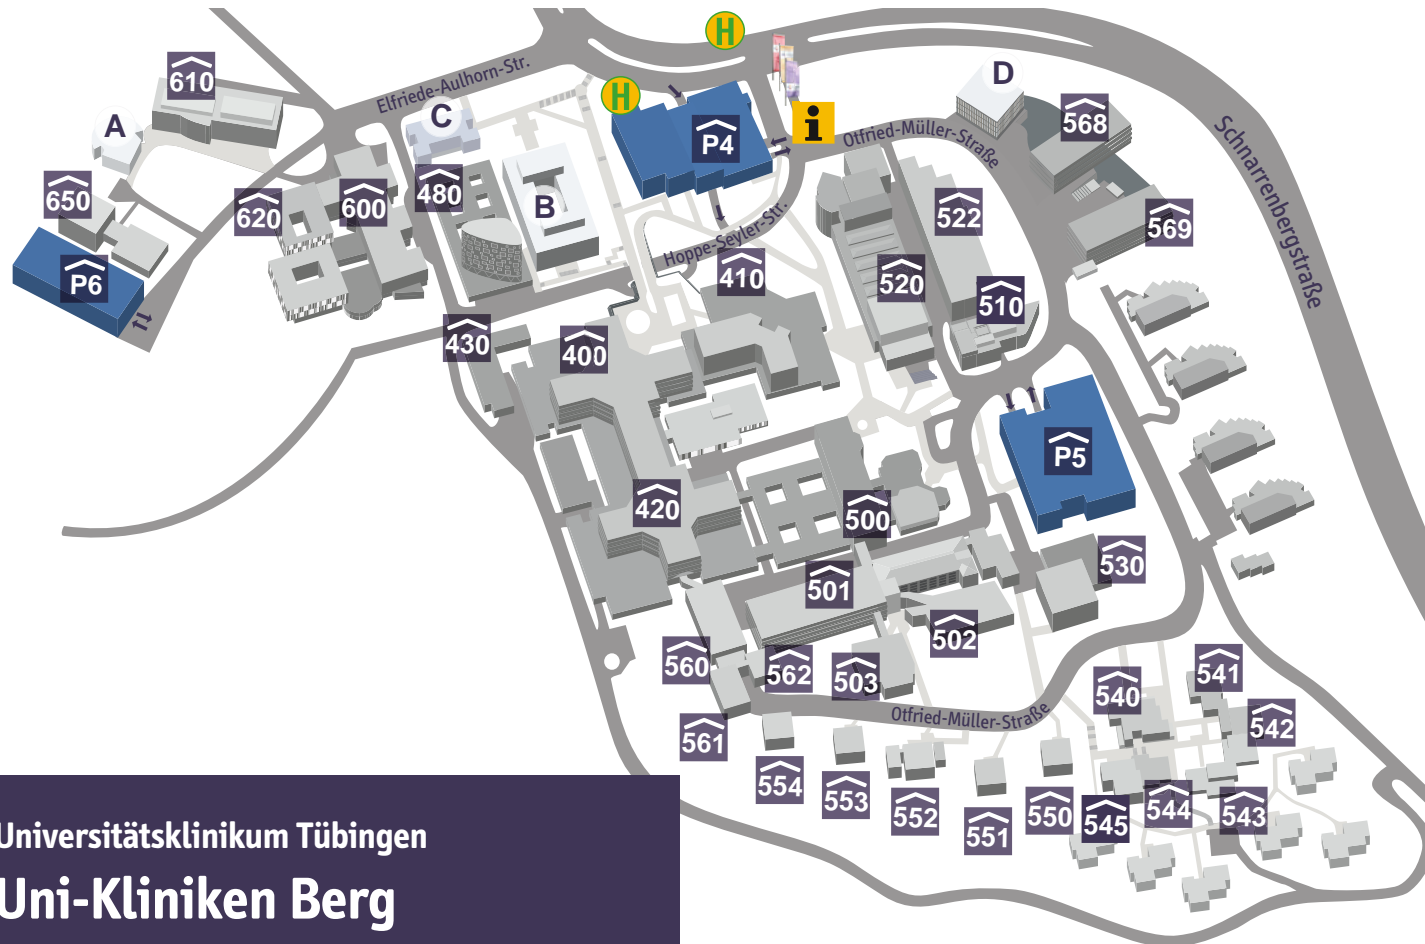 H
D
610
Elfriede-Aulhorn-Str.
H
C
A
P4
i
Otfried-Müller-Straße
568
Schnarrenbergstraße
650
620
600
480
B
522
569
Hoppe-Seyler-Str.
P6
410
520
510
430
400
P5
420
500
530
501
502
560
562
503
541
540
Otfried-Müller-Straße
542
561
554
553
552
551
550
545
544
543
Universitätsklinikum Tübingen
Uni-Kliniken Berg